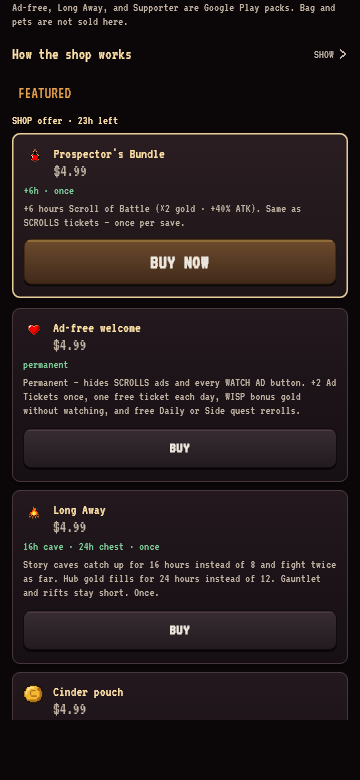 Ad-free, Long Away, and Supporter are Google Play packs. Bag and
pets are not sold here.
How the shop works
SHOW >
FEATURED
SHOP offer · 23h left
Prospector's Bundle
$4.99
+6h · once
+6 hours Scroll of Battle (×2 gold · +40% ATK). Same as
SCROLLS tickets — once per save.
BUY NOW
Ad-free welcome
$4.99
permanent
Permanent — hides SCROLLS ads and every WATCH AD button. +2 Ad
Tickets once, one free ticket each day, WISP bonus gold
without watching, and free Daily or Side quest rerolls.
BUY
Long Away
$4.99
16h cave · 24h chest · once
Story caves catch up for 16 hours instead of 8 and fight twice
as far. Hub gold fills for 24 hours instead of 12. Gauntlet
and rifts stay short. Once.
BUY
Cinder pouch
$4.99